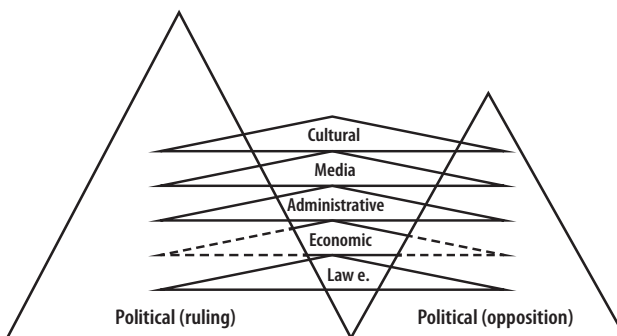 Cultural
Media
Administrative
Economic
Law e.
Political (ruling)
Political (opposition)